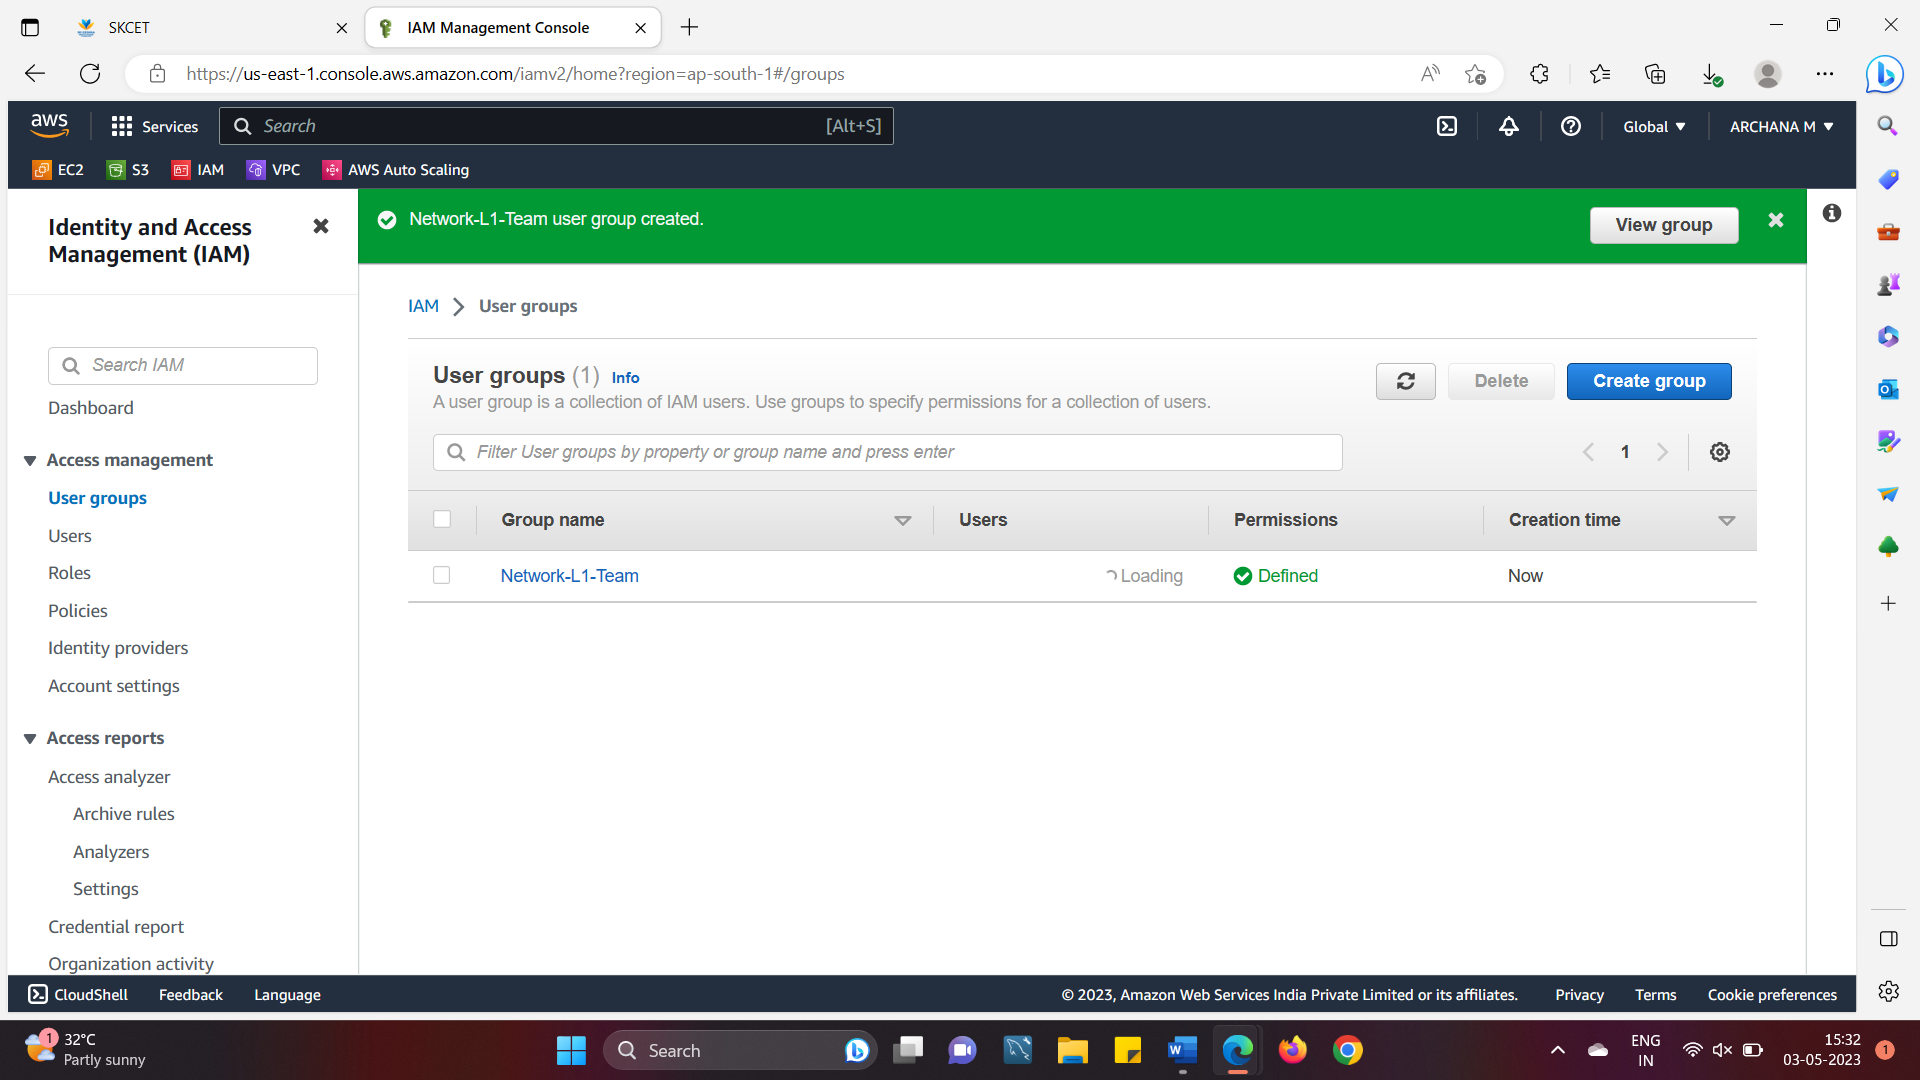 SKCET
IAM Management Console
https://us-east-1.console.aws.amazon.com/iamv2/home?region=ap-south-1#/groups
aws
Services
Search
[Alt+S]
Global
ARCHANA M
EC2
S3
IAM
VPC
AWS Auto Scaling
Identity and Access
Management (IAM)
Search IAM
Dashboard
Access management
User groups
Users
Roles
Policies
Identity providers
Account settings
Access reports
Access analyzer
Archive rules
Analyzers
Settings
Credential report
Organization activity
Network-L1-Team user group created.
View group
IAM
User groups
User groups (1) Info
A user group is a collection of IAM users. Use groups to specify permissions for a collection of users.
Delete
Create group
Filter User groups by property or group name and press enter
1
Group name
Users
Permissions
Creation time
Network-L1-Team
Loading
Defined
Now
CloudShell
Feedback
Language
© 2023, Amazon Web Services India Private Limited or its affiliates.
Privacy
Terms
Cookie preferences
1
32°C
Partly sunny
Search
ENG
IN
15:32
03-05-2023
1